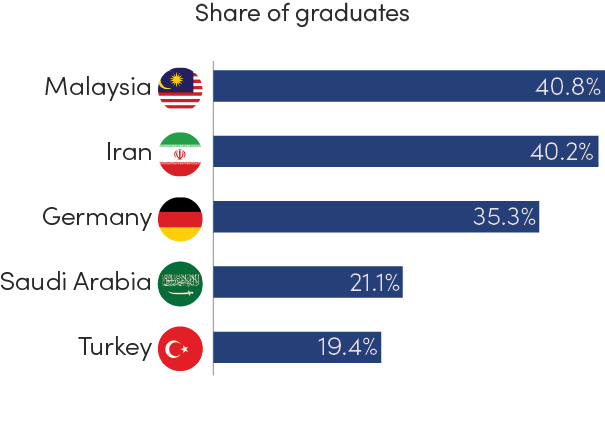 Share of graduates
Malaysia 40.8%
Iran 40.2%
Germany 35.3%
Saudi Arabia 21.1%
Turkey 19.4%